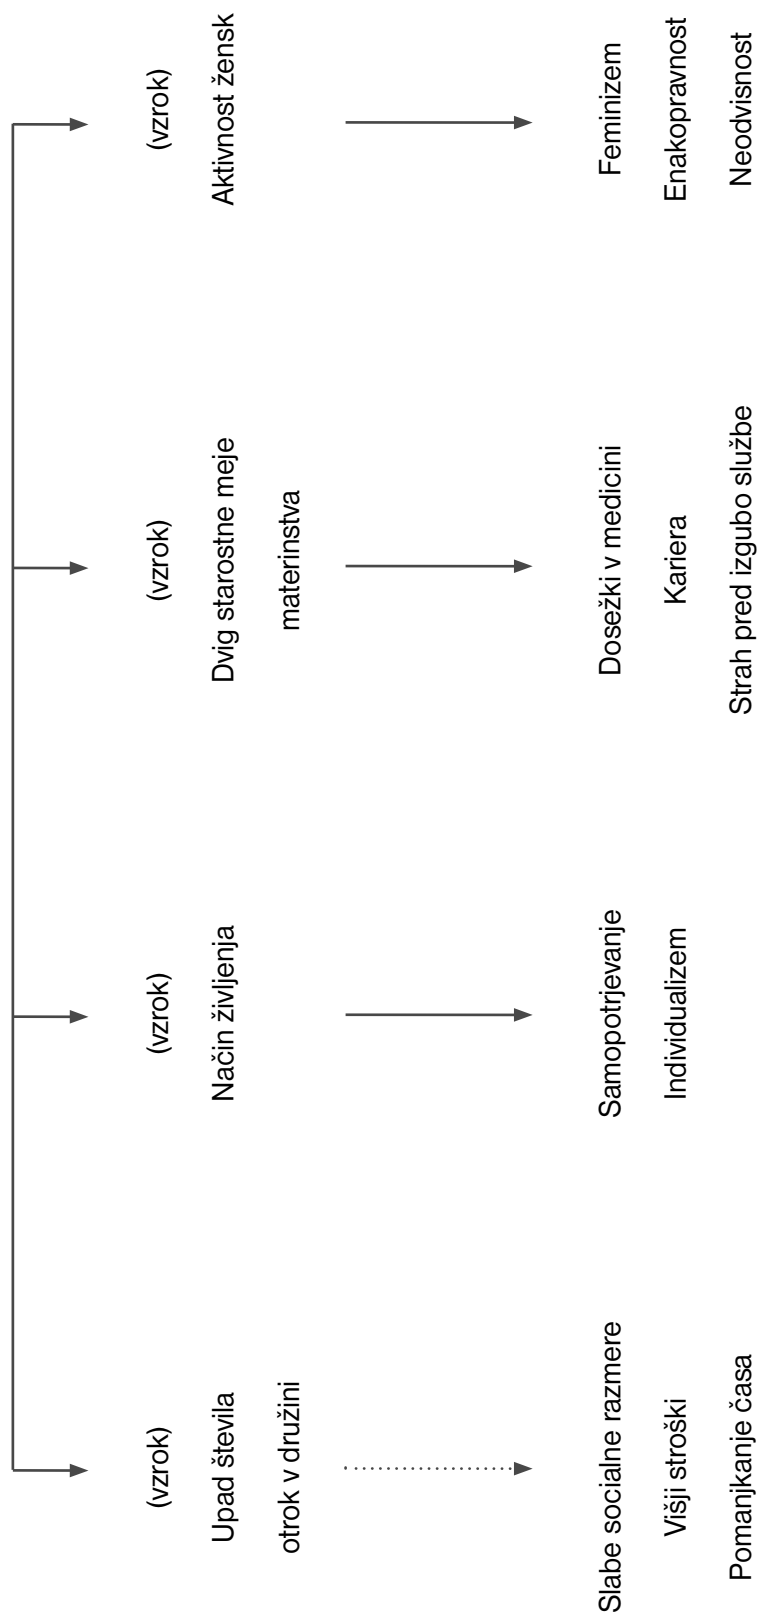 (vzrok)
Upad števila
otrok v družini
Slabe socialne razmere
Višji stroški
Pomanjkanje časa
(vzrok)
Način življenja
Samopotrjevanje
Individualizem
(vzrok)
Dvig starostne meje
materinstva
Dosežki v medicini
Kariera
Strah pred izgubo službe
(vzrok)
Aktivnost žensk
Feminizem
Enakopravnost
Neodvisnost